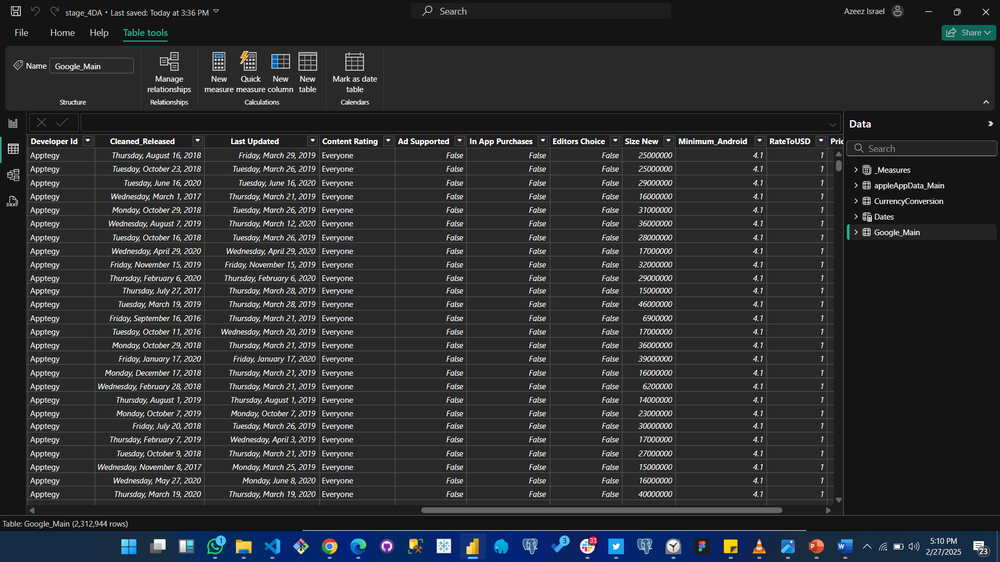 stage_4DA • Last saved: Today at 3:36 PM
Search
Azeez Israel
File Home Help Table tools
Share
Name Google_Main
Manage relationships
New measure
Quick measure
New column
New table
Mark as date table
Structure Relationships Calculations Calendars
Data
Search
_Measures
appleAppData_Main
CurrencyConversion
Dates
Google_Main
Developer Id Cleaned_Released Last Updated Content Rating Ad Supported In App Purchases Editors Choice Size New Minimum_Android RateToUSD Pric
Apptegy Thursday, August 16, 2018 Friday, March 29, 2019 Everyone False False False 25000000 4.1 1
Apptegy Tuesday, October 23, 2018 Tuesday, March 26, 2019 Everyone False False False 25000000 4.1 1
Apptegy Tuesday, June 16, 2020 Tuesday, June 16, 2020 Everyone False False False 29000000 4.1 1
Apptegy Wednesday, March 1, 2017 Thursday, March 21, 2019 Everyone False False False 16000000 4.1 1
Apptegy Monday, October 29, 2018 Tuesday, March 26, 2019 Everyone False False False 31000000 4.1 1
Apptegy Wednesday, August 7, 2019 Thursday, March 12, 2020 Everyone False False False 36000000 4.1 1
Apptegy Tuesday, October 16, 2018 Tuesday, March 26, 2019 Everyone False False False 28000000 4.1 1
Apptegy Wednesday, April 29, 2020 Wednesday, April 29, 2020 Everyone False False False 17000000 4.1 1
Apptegy Friday, November 15, 2019 Friday, November 15, 2019 Everyone False False False 32000000 4.1 1
Apptegy Thursday, February 6, 2020 Thursday, February 6, 2020 Everyone False False False 29000000 4.1 1
Apptegy Thursday, July 27, 2017 Thursday, March 28, 2019 Everyone False False False 15000000 4.1 1
Apptegy Tuesday, March 19, 2019 Thursday, March 28, 2019 Everyone False False False 46000000 4.1 1
Apptegy Friday, September 16, 2016 Thursday, March 21, 2019 Everyone False False False 6900000 4.1 1
Apptegy Tuesday, October 11, 2016 Wednesday, March 20, 2019 Everyone False False False 17000000 4.1 1
Apptegy Monday, October 29, 2018 Thursday, March 21, 2019 Everyone False False False 36000000 4.1 1
Apptegy Friday, January 17, 2020 Friday, January 17, 2020 Everyone False False False 39000000 4.1 1
Apptegy Monday, December 17, 2018 Thursday, March 21, 2019 Everyone False False False 16000000 4.1 1
Apptegy Wednesday, February 28, 2018 Thursday, March 21, 2019 Everyone False False False 6200000 4.1 1
Apptegy Thursday, August 1, 2019 Thursday, August 1, 2019 Everyone False False False 14000000 4.1 1
Apptegy Monday, October 7, 2019 Monday, October 7, 2019 Everyone False False False 23000000 4.1 1
Apptegy Friday, July 20, 2018 Tuesday, March 26, 2019 Everyone False False False 30000000 4.1 1
Apptegy Thursday, February 7, 2019 Wednesday, April 3, 2019 Everyone False False False 17000000 4.1 1
Apptegy Tuesday, October 9, 2018 Thursday, March 21, 2019 Everyone False False False 27000000 4.1 1
Apptegy Wednesday, November 8, 2017 Monday, March 25, 2019 Everyone False False False 15000000 4.1 1
Apptegy Wednesday, May 27, 2020 Monday, June 8, 2020 Everyone False False False 16000000 4.1 1
Apptegy Thursday, March 19, 2020 Thursday, March 19, 2020 Everyone False False False 40000000 4.1 1
DAX
Table: Google_Main (2,312,944 rows)
1 3 31
5:10 PM
2/27/2025
23